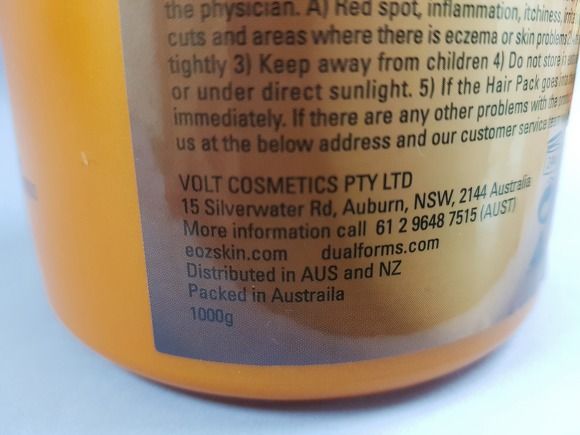 the physician. A) Red spot, inflammation, itchiness,
cuts and areas where there is eczema or skin problems
tightly 3) Keep away from children 4) Do not store in
or under direct sunlight. 5) If the Hair Pack goes
immediately. If there are any other problems with the
us at the below address and our customer service
VOLT COSMETICS PTY LTD
15 Silverwater Rd, Auburn, NSW, 2144 Australia
More information call 61 2 9648 7515 (AUST)
eozskin.com dualforms.com
Distributed in AUS and NZ
Packed in Austraila
1000g